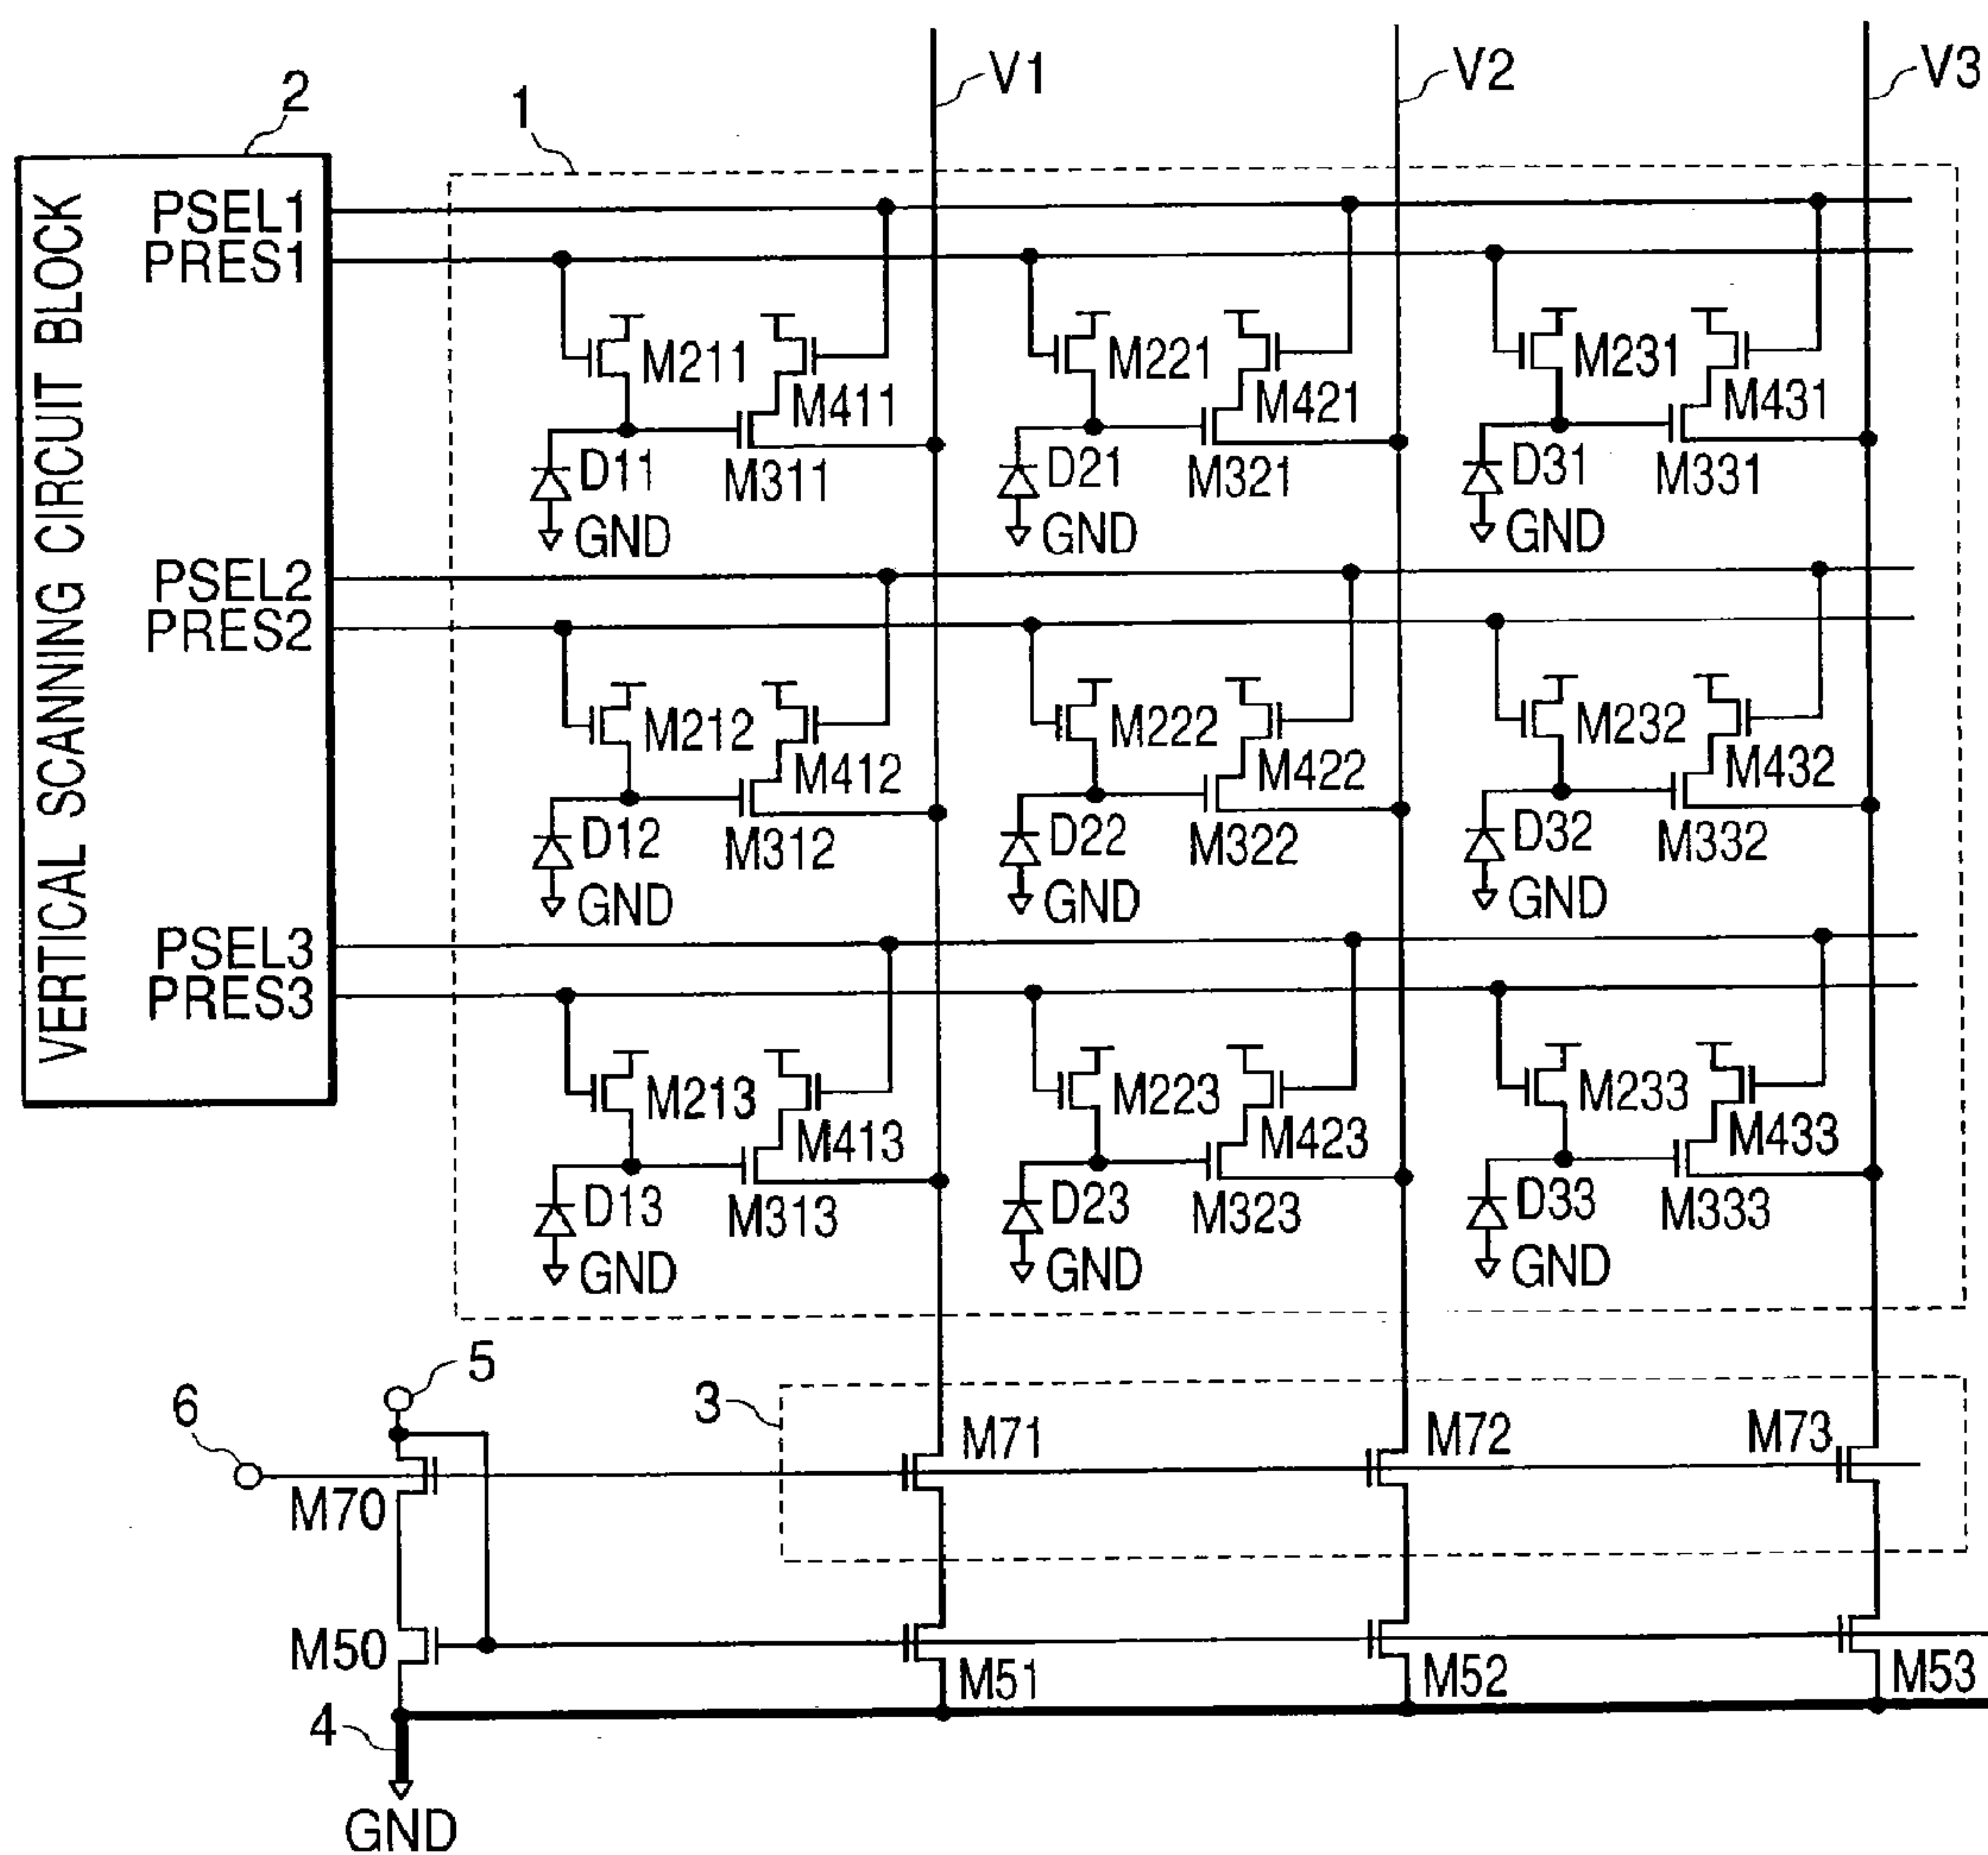 V1
V2
V3
2
1
VERTICAL SCANNING CIRCUIT BLOCK
PSEL1
PRES1
M211
M411
M221
M421
M231
M431
D11
M311
D21
M321
D31
M331
GND
GND
GND
PSEL2
PRES2
M212
M412
M222
M422
M232
M432
D12
M312
D22
M322
D32
M332
GND
GND
GND
PSEL3
PRES3
M213
M413
M223
M423
M233
M433
D13
M313
D23
M323
D33
M333
GND
GND
GND
5
6
3
M71
M72
M73
M70
M50
M51
M52
M53
4
GND